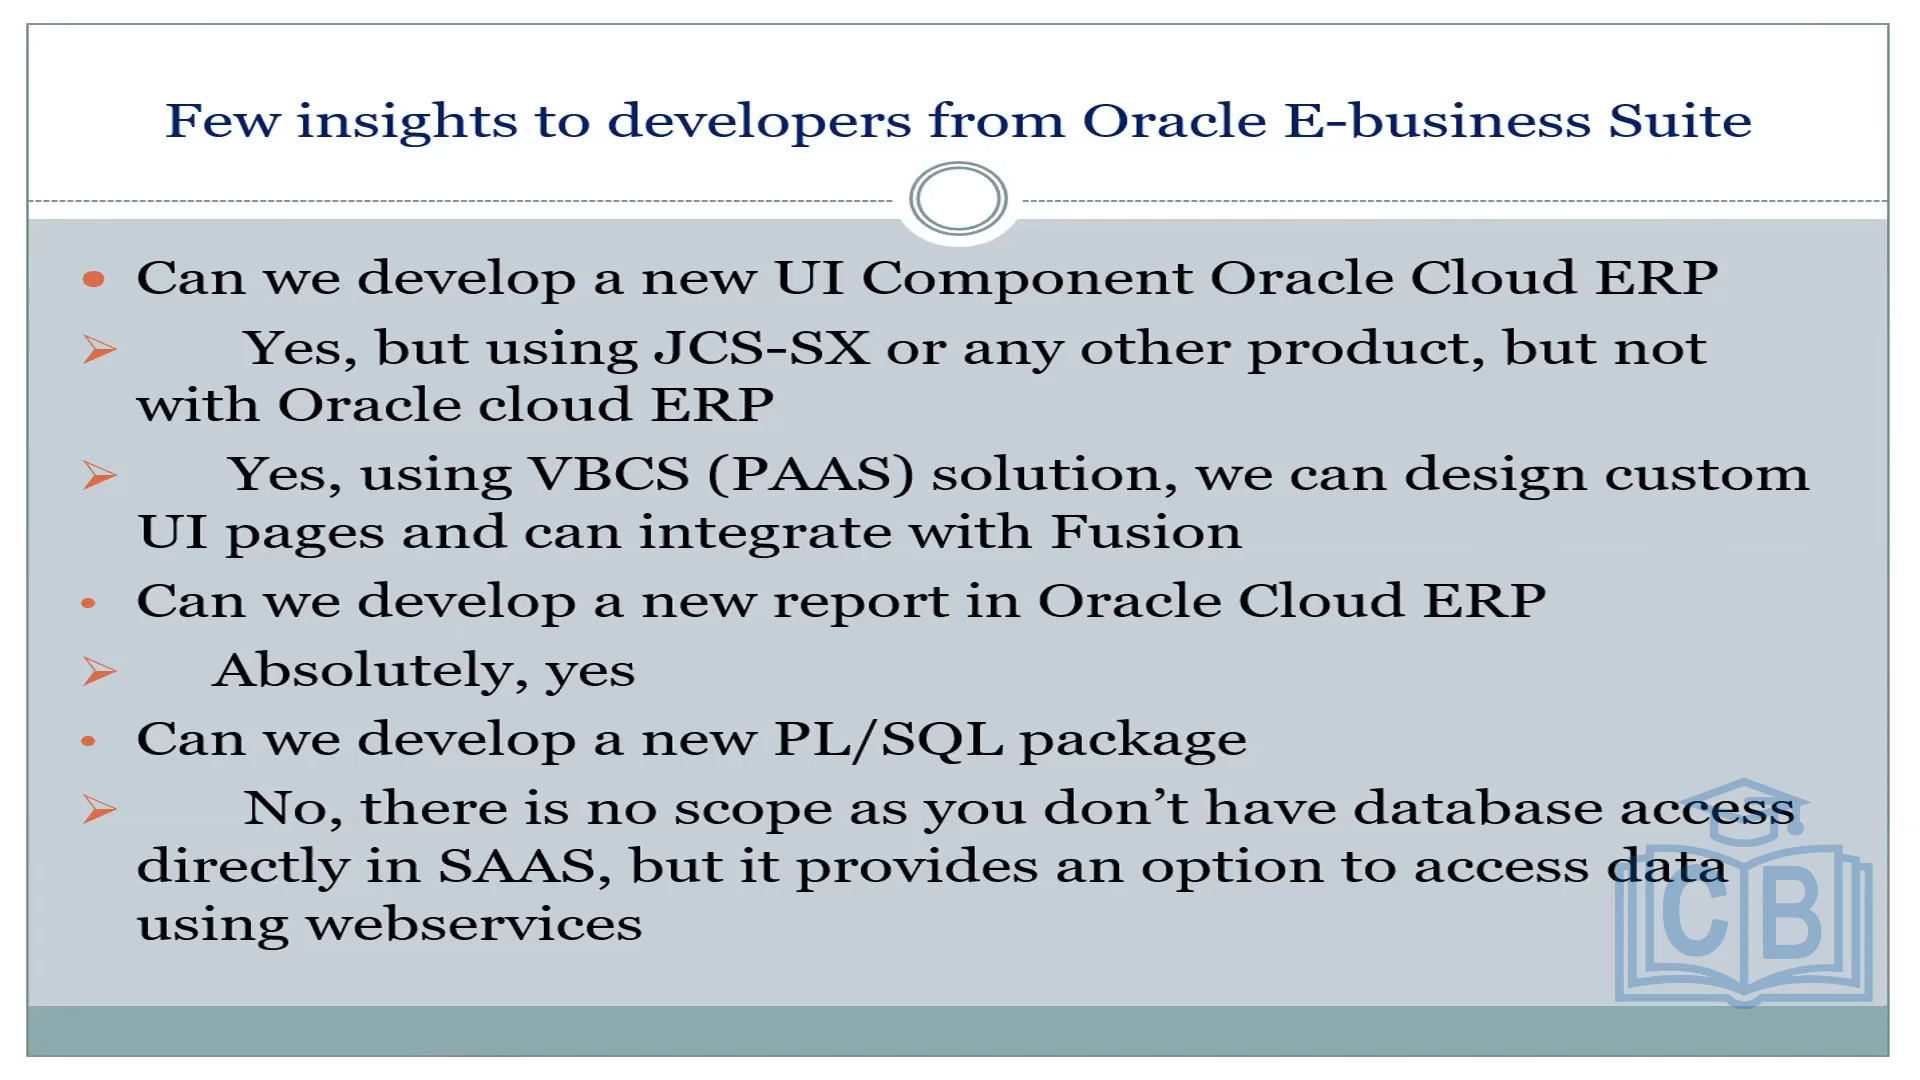 Few insights to developers from Oracle E-business Suite
• Can we develop a new UI Component Oracle Cloud ERP
➢ Yes, but using JCS-SX or any other product, but not
with Oracle cloud ERP
➢ Yes, using VBCS (PAAS) solution, we can design custom
UI pages and can integrate with Fusion
• Can we develop a new report in Oracle Cloud ERP
➢ Absolutely, yes
• Can we develop a new PL/SQL package
➢ No, there is no scope as you don’t have database access
directly in SAAS, but it provides an option to access data
using webservices
CB